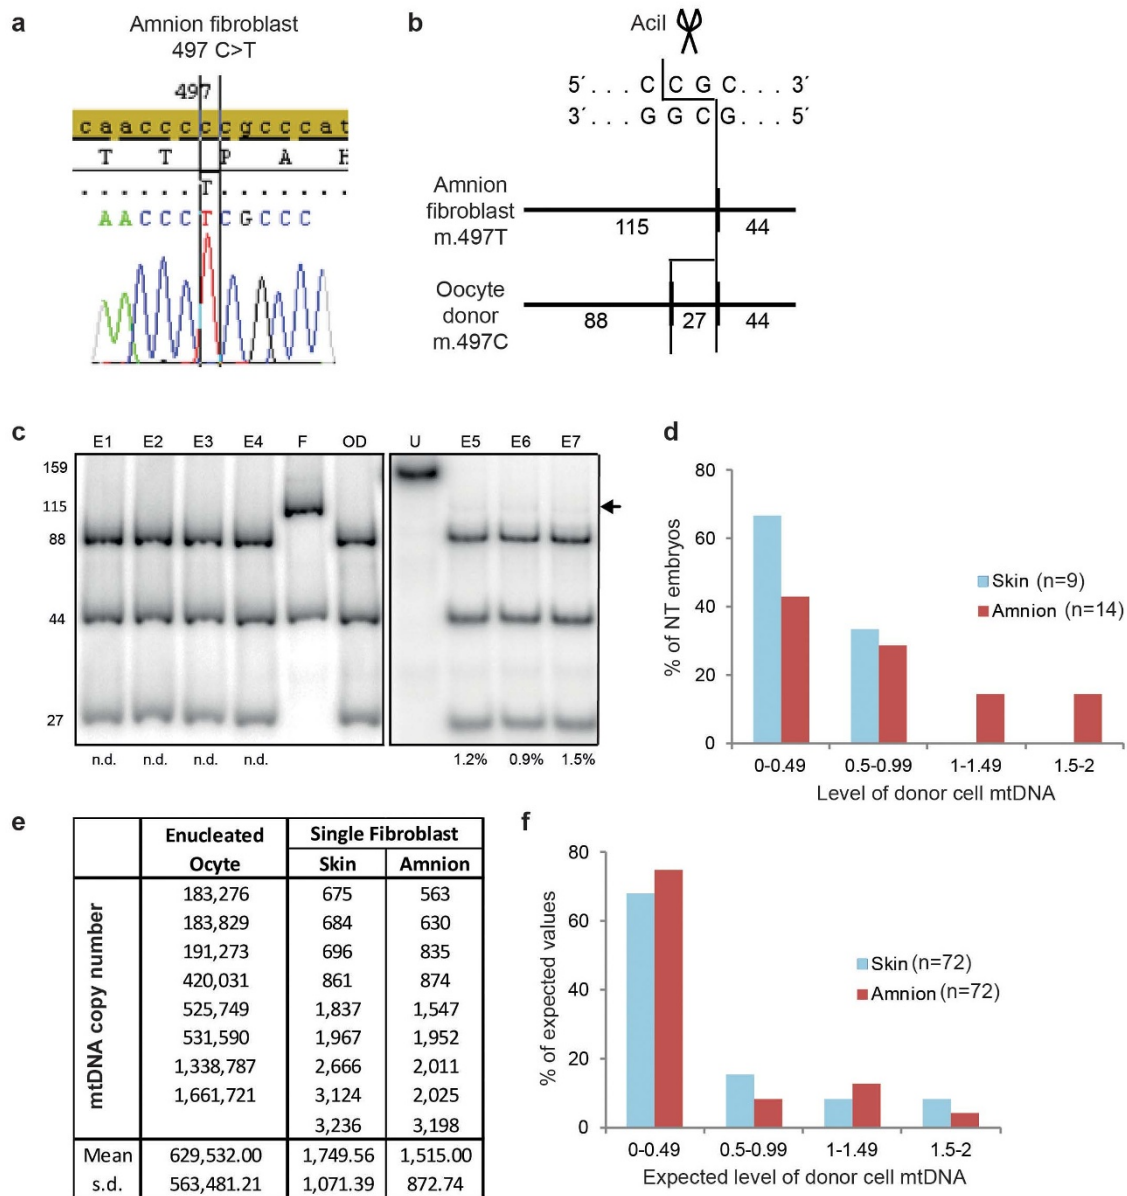 a
Amnion fibroblast
497 C>T
497
c a a c c c c c g c c c a t
T T P A H
. . . . . T . . . . . . .
A A C C C T C G C C C
b
AciI
5´ . . . C C G C . . . 3´
3´ . . . G G C G . . . 5´
Amnion
fibroblast
m.497T
115 44
Oocyte
donor
m.497C
88 27 44
c
E1 E2 E3 E4 F OD U E5 E6 E7
159
115
88
44
27
n.d. n.d. n.d. n.d. 1.2% 0.9% 1.5%
d
% of NT embryos
80
60
40
20
0
Skin (n=9)
Amnion (n=14)
0-0.49 0.5-0.99 1-1.49 1.5-2
Level of donor cell mtDNA
e
Enucleated Single Fibroblast
Ocyte Skin Amnion
mtDNA copy number
183,276 675 563
183,829 684 630
191,273 696 835
420,031 861 874
525,749 1,837 1,547
531,590 1,967 1,952
1,338,787 2,666 2,011
1,661,721 3,124 2,025
3,236 3,198
Mean 629,532.00 1,749.56 1,515.00
s.d. 563,481.21 1,071.39 872.74
f
% of expected values
80
60
40
20
0
Skin (n=72)
Amnion (n=72)
0-0.49 0.5-0.99 1-1.49 1.5-2
Expected level of donor cell mtDNA